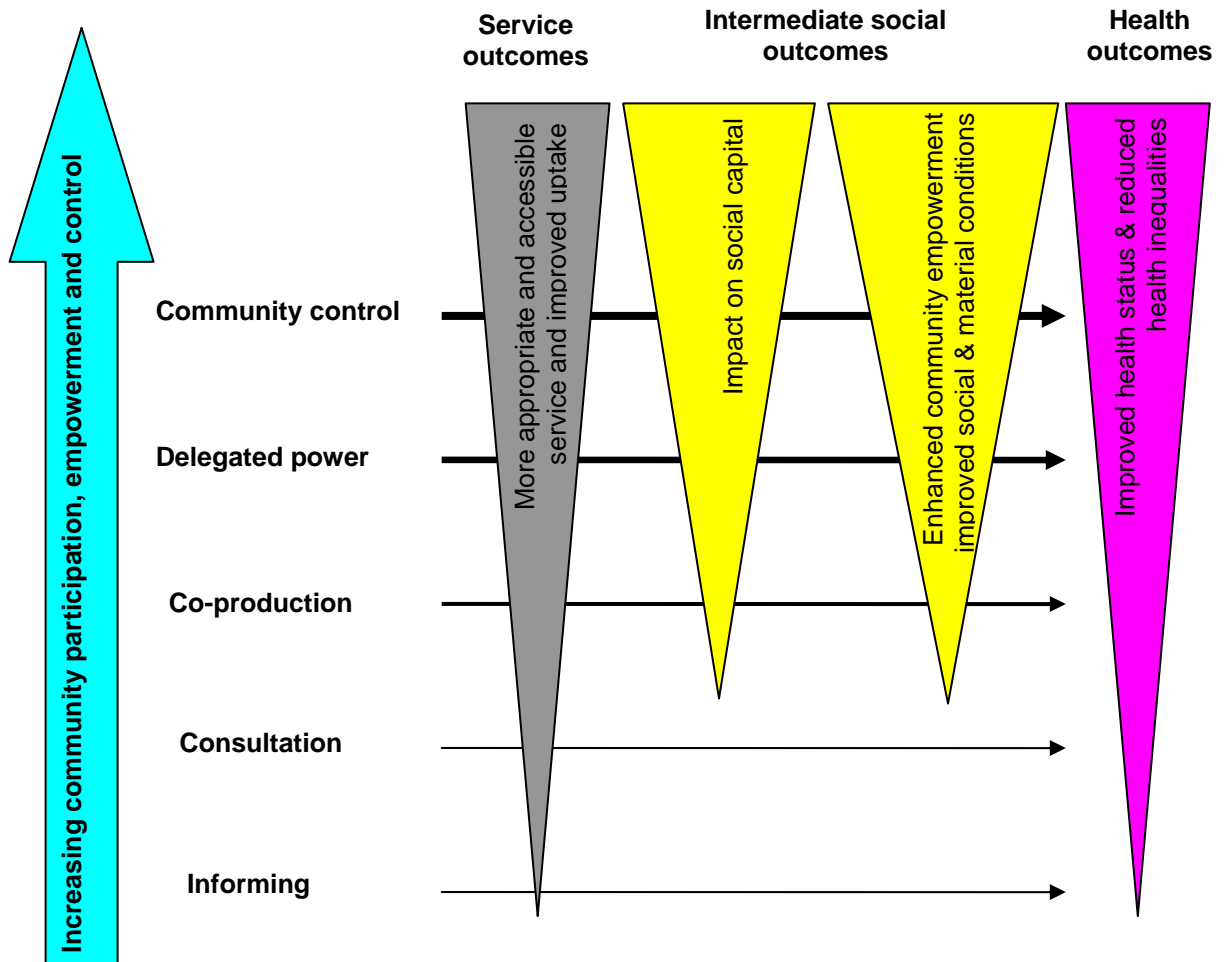 Service
outcomes
Intermediate social
outcomes
Health
outcomes
Increasing community participation, empowerment and control
Community control
Delegated power
Co-production
Consultation
Informing
More appropriate and accessible
service and improved uptake
Impact on social capital
Enhanced community empowerment
improved social & material conditions
Improved health status & reduced
health inequalities